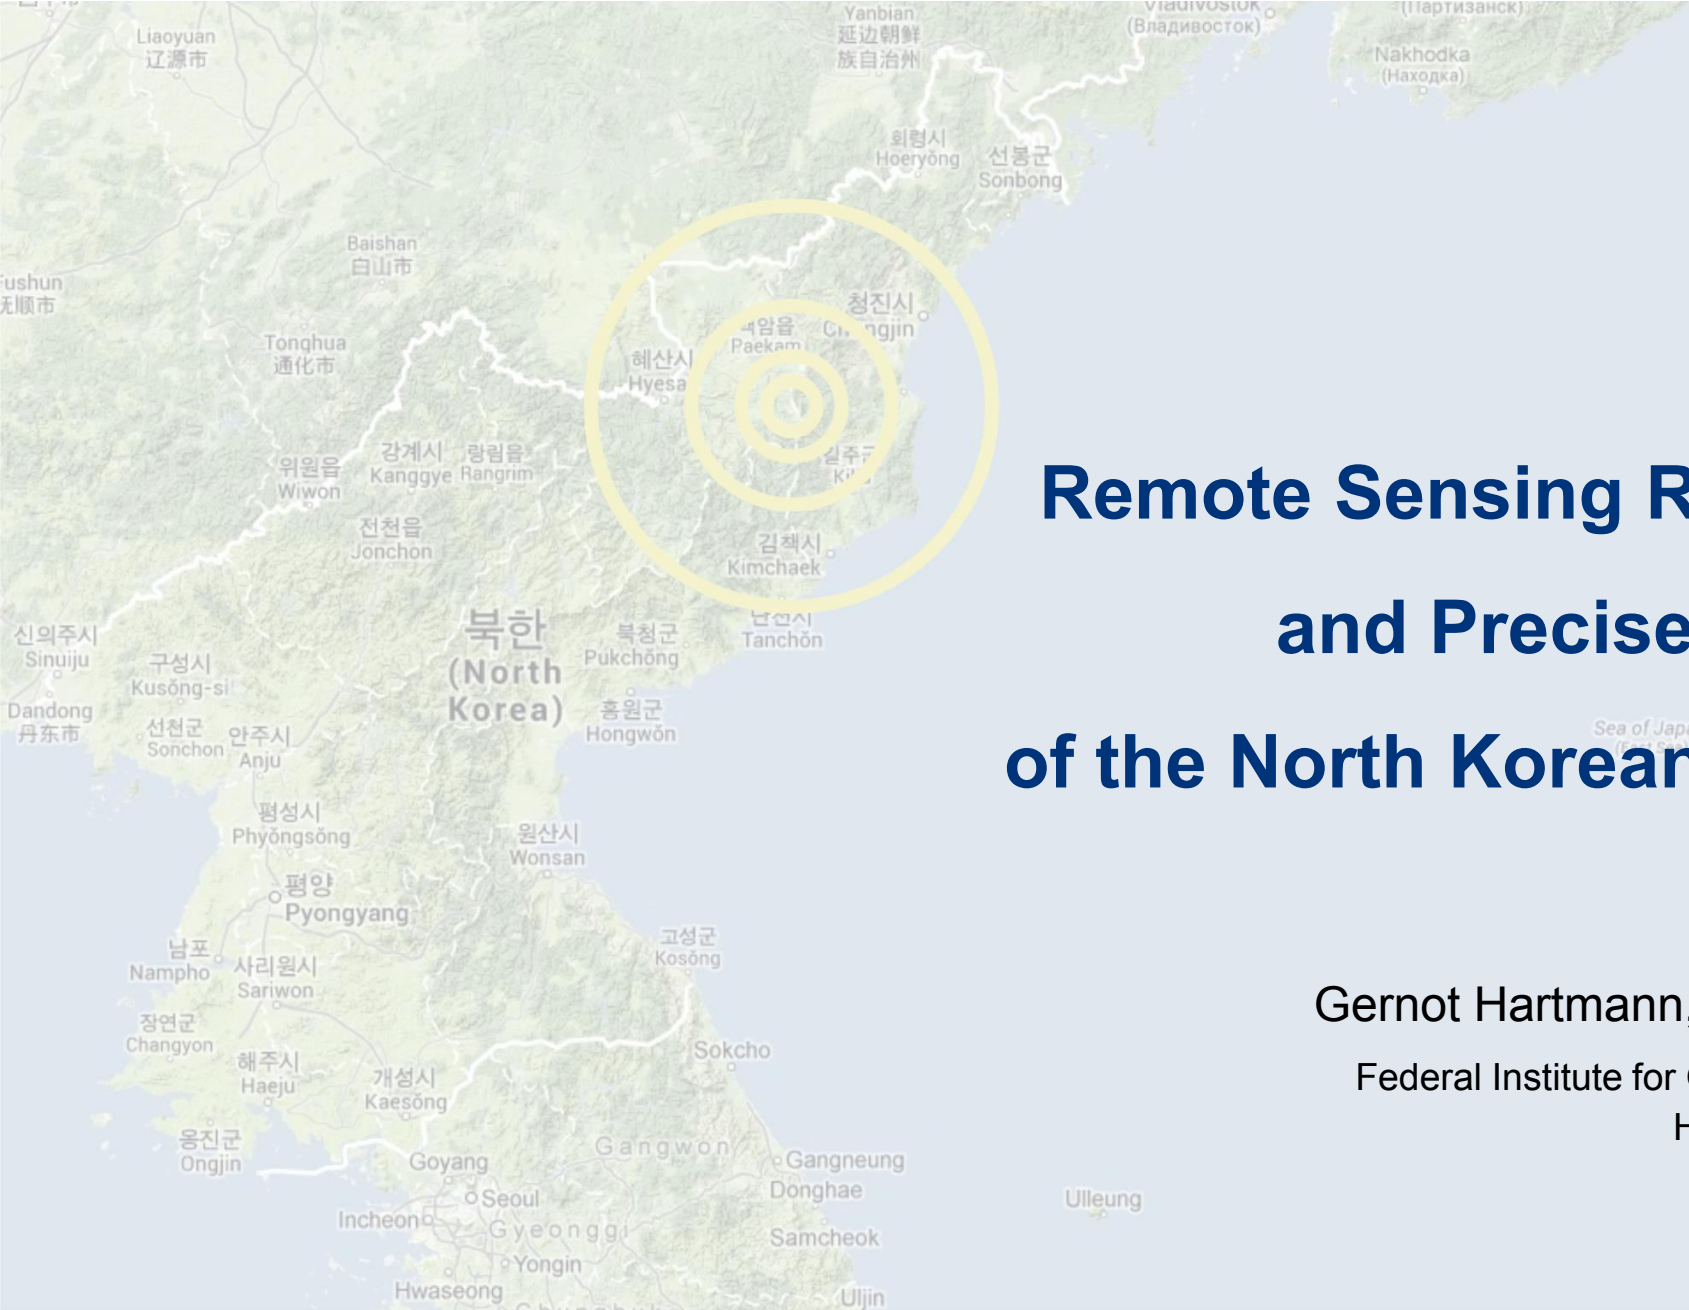 Liaoyuan
辽源市
Yanbian
延边朝鲜
族自治州
(Владивосток)
(Партизанск)
Nakhodka
(Находка)
회령시
Hoeryŏng
선봉군
Sonbong
Baishan
白山市
Tonghua
通化市
청진시
Paekam
혜산시
강계시
Kanggye
랑림읍
Rangrim
위원읍
Wiwon
전천읍
Jonchon
김책시
Kimchaek
Tanchŏn
북한
(North
Korea)
북청군
Pukchŏng
홍원군
Hongwŏn
신의주시
Sinuiju
구성시
Kusŏng-si
Dandong
丹东市
선천군
Sonchon
안주시
Anju
평성시
Phyŏngsŏng
원산시
Wonsan
평양
Pyongyang
남포
Nampho
사리원시
Sariwon
고성군
Kosŏng
장연군
Changyon
해주시
Haeju
개성시
Kaesŏng
Sokcho
옹진군
Ongjin
Goyang
Gangwon
Gangneung
Donghae
Seoul
Incheon
Gyeonggi
Samcheok
Yongin
Hwaseong
Uljin
Ulleung
Sea of
Remote Sensing R
and Precise
of the North Korean
Gernot Hartmann,
Federal Institute for
H